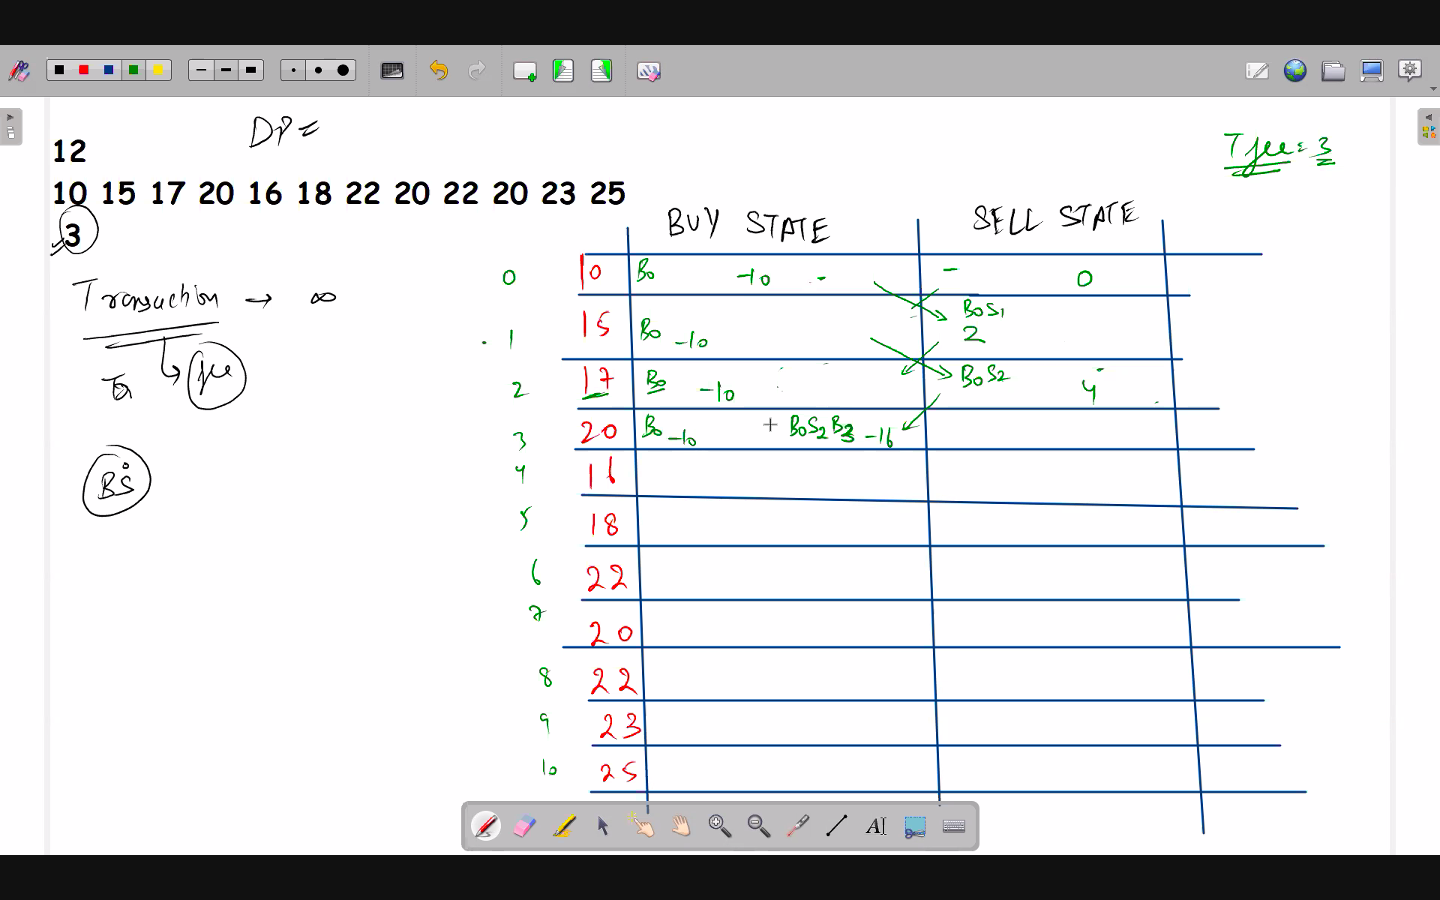 DP =
12
T fee = 3
10 15 17 20 16 18 22 20 22 20 23 25
3
BUY STATE SELL STATE
0 10 B0 -10 - - 0
Transaction → ∞
1 15 B0 -10 B0S1 2
fee
2 17 B0 -10 B0S2 4
3 20 B0 -10 + B0S2B3 -16
4 16
BS
5 18
6 22
7 20
8 22
9 23
10 25
AI